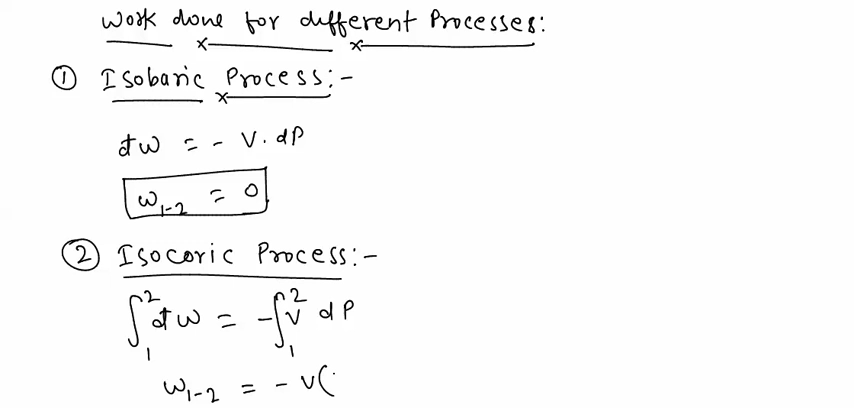 Work done for different Processes:
① Isobaric Process:-
đw = - V. dP
W₁₋₂ = 0
② Isocoric Process:-
∫₁² đw = -∫₁² V dP
W₁₋₂ = - V(